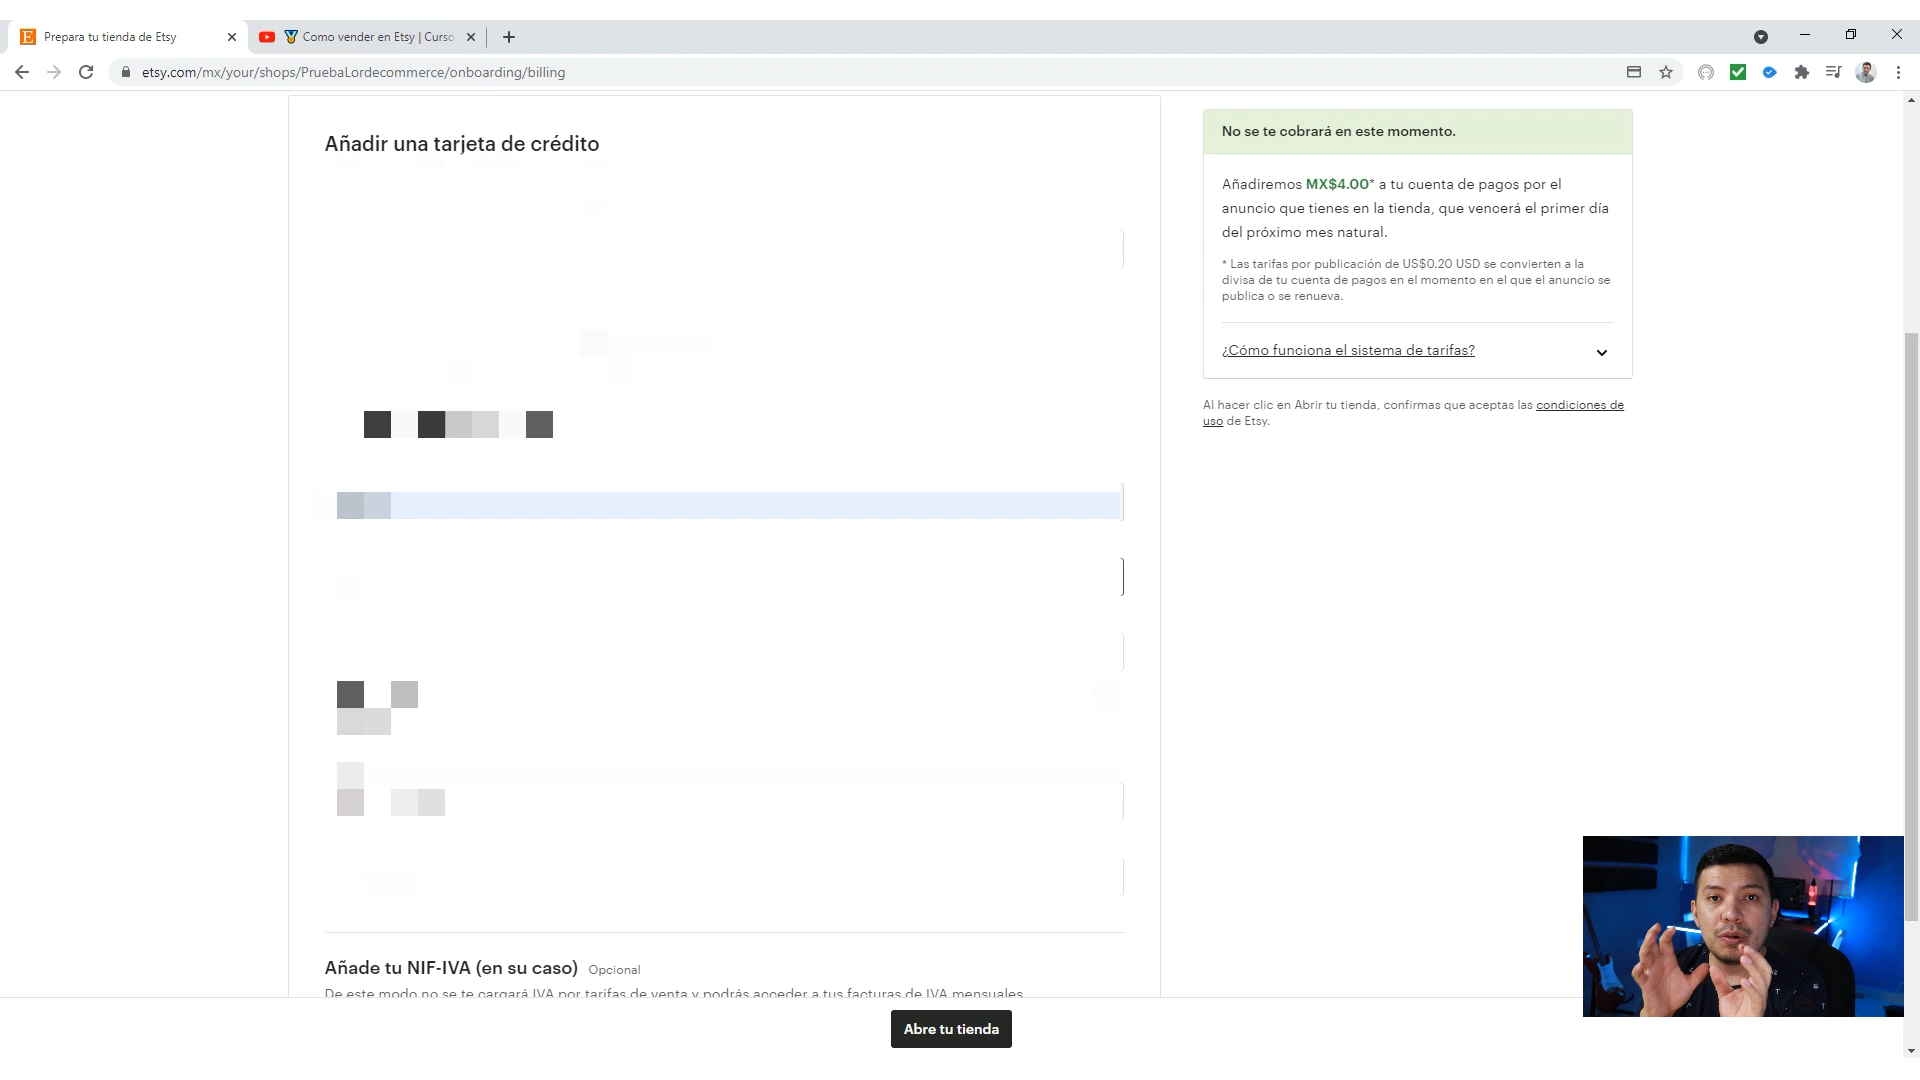 Prepara tu tienda de Etsy
Como vender en Etsy | Curso
etsy.com/mx/your/shops/PruebaLordecommerce/onboarding/billing
Añadir una tarjeta de crédito
Añade tu NIF-IVA (en su caso) Opcional
De este modo no se te cargará IVA por tarifas de venta y podrás acceder a tus facturas de IVA mensuales
No se te cobrará en este momento.
Añadiremos MX$4.00* a tu cuenta de pagos por el
anuncio que tienes en la tienda, que vencerá el primer día
del próximo mes natural.
* Las tarifas por publicación de US$0.20 USD se convierten a la
divisa de tu cuenta de pagos en el momento en el que el anuncio se
publica o se renueva.
¿Cómo funciona el sistema de tarifas?
Al hacer clic en Abrir tu tienda, confirmas que aceptas las condiciones de
uso de Etsy.
Abre tu tienda